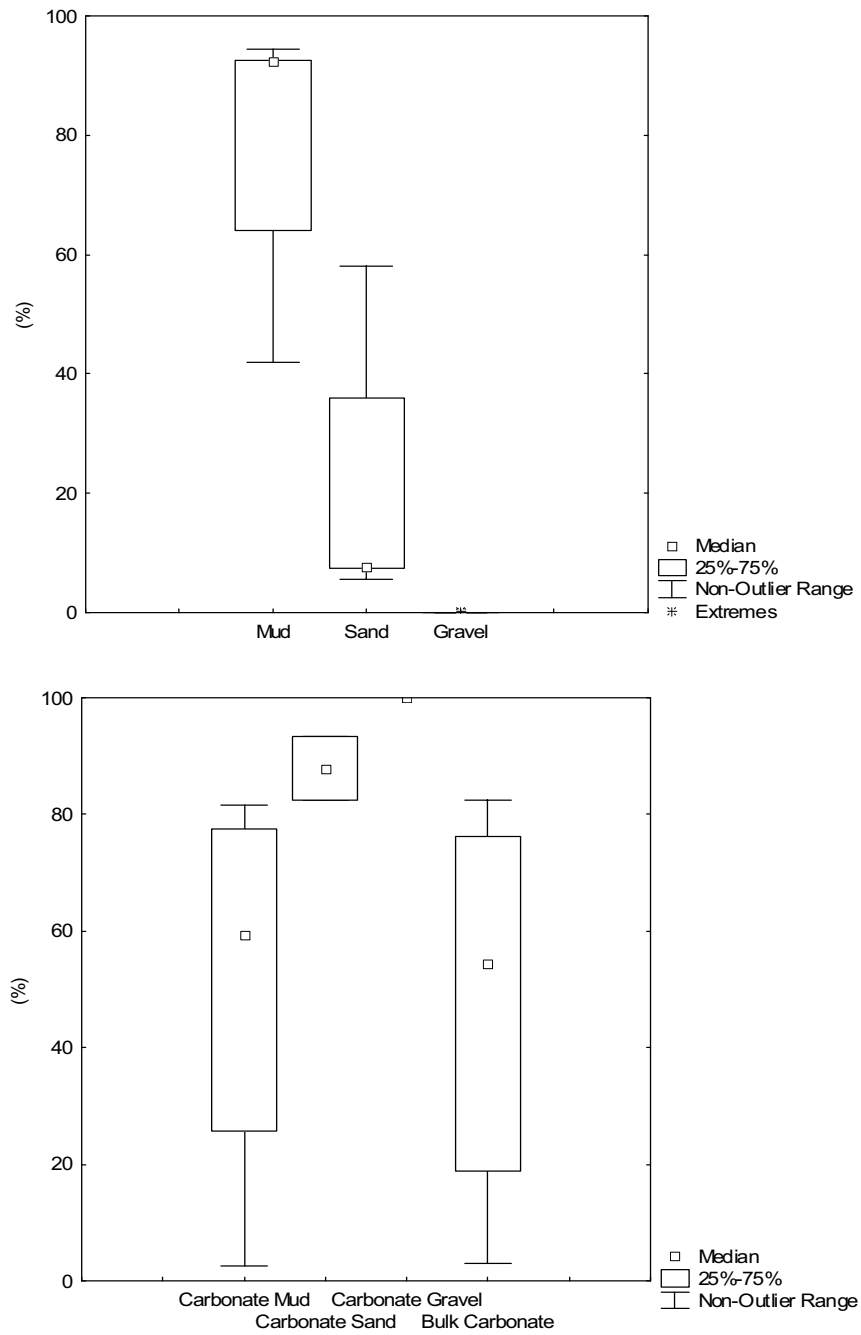 100
80
60
40
20
0
(%)
Mud Sand Gravel
Median
25%-75%
Non-Outlier Range
Extremes
100
80
60
40
20
0
(%)
Carbonate Mud Carbonate Gravel
Carbonate Sand Bulk Carbonate
Median
25%-75%
Non-Outlier Range